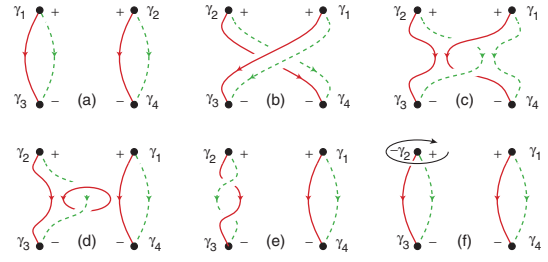 γ₁ + + γ₂ γ₂ + + γ₁ γ₂ + + γ₁
γ₃ − (a) − γ₄ γ₃ − (b) − γ₄ γ₃ − (c) − γ₄
γ₂ + + γ₁ γ₂ + + γ₁ −γ₂ + + γ₁
γ₃ − (d) − γ₄ γ₃ − (e) − γ₄ γ₃ − (f) − γ₄